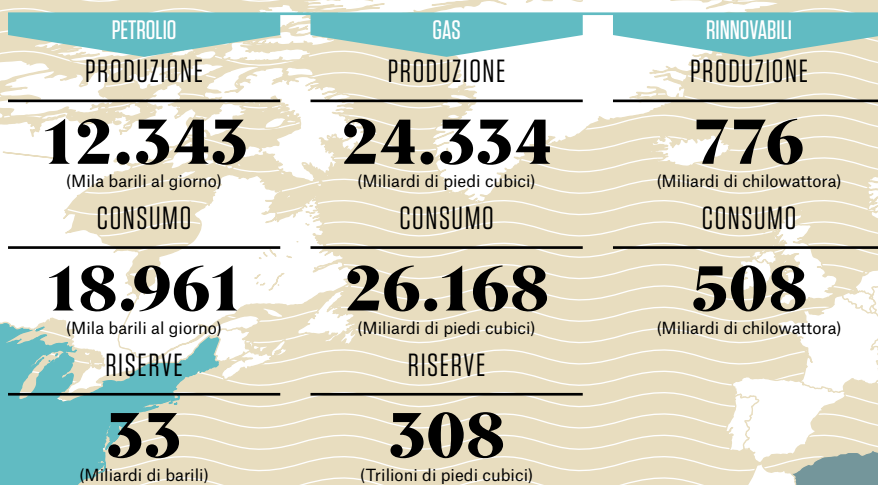 PETROLIO
PRODUZIONE
12.343
(Mila barili al giorno)
CONSUMO
18.961
(Mila barili al giorno)
RISERVE
33
(Miliardi di barili)
GAS
PRODUZIONE
24.334
(Miliardi di piedi cubici)
CONSUMO
26.168
(Miliardi di piedi cubici)
RISERVE
308
(Trilioni di piedi cubici)
RINNOVABILI
PRODUZIONE
776
(Miliardi di chilowattora)
CONSUMO
508
(Miliardi di chilowattora)